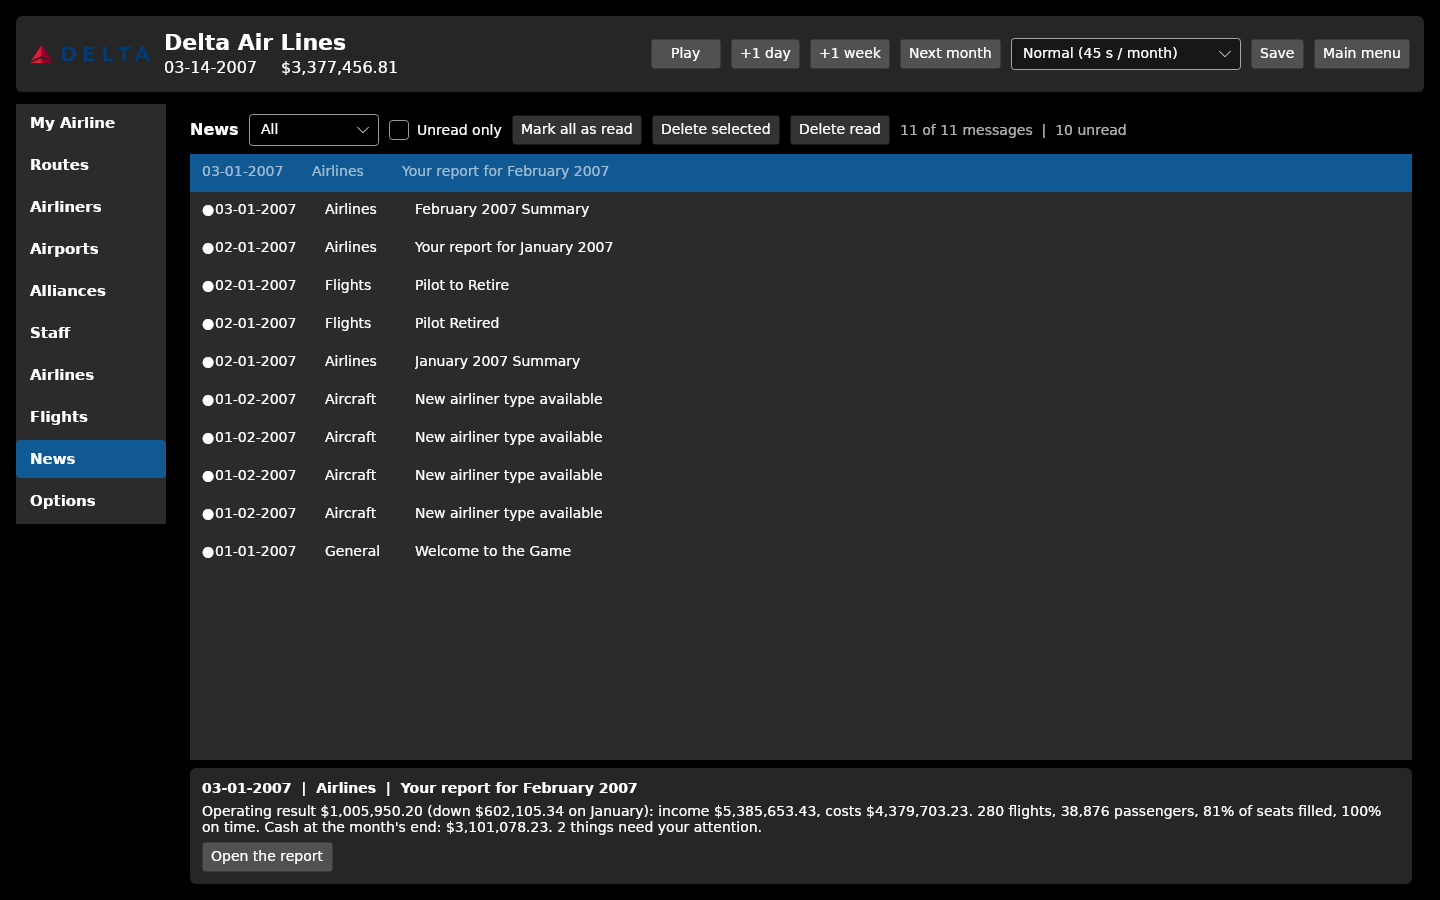 DELTA
Delta Air Lines
03-14-2007 $3,377,456.81
Play
+1 day
+1 week
Next month
Normal (45 s / month)
Save
Main menu
My Airline
Routes
Airliners
Airports
Alliances
Staff
Airlines
Flights
News
Options
News
All
Unread only
Mark all as read
Delete selected
Delete read
11 of 11 messages | 10 unread
03-01-2007 Airlines Your report for February 2007
03-01-2007 Airlines February 2007 Summary
02-01-2007 Airlines Your report for January 2007
02-01-2007 Flights Pilot to Retire
02-01-2007 Flights Pilot Retired
02-01-2007 Airlines January 2007 Summary
01-02-2007 Aircraft New airliner type available
01-02-2007 Aircraft New airliner type available
01-02-2007 Aircraft New airliner type available
01-02-2007 Aircraft New airliner type available
01-01-2007 General Welcome to the Game
03-01-2007 | Airlines | Your report for February 2007
Operating result $1,005,950.20 (down $602,105.34 on January): income $5,385,653.43, costs $4,379,703.23. 280 flights, 38,876 passengers, 81% of seats filled, 100%
on time. Cash at the month's end: $3,101,078.23. 2 things need your attention.
Open the report